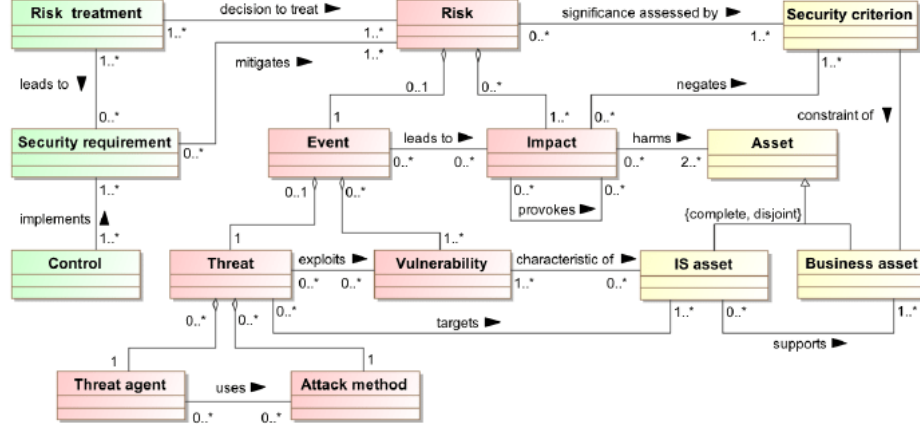 Risk treatment
decision to treat
Risk
significance assessed by
Security criterion
1..*
1..*
0..*
1..*
1..*
mitigates
1..*
leads to
0..1
0..*
negates
1..*
0..*
1
1..*
0..*
constraint of
Security requirement
0..*
Event
leads to
0..*
0..*
Impact
harms
0..*
2..*
Asset
1..*
0..1
0..*
0..*
0..*
provokes
{complete, disjoint}
implements
1..*
1
1..*
Control
Threat
exploits
0..*
0..*
Vulnerability
characteristic of
1..*
0..*
IS asset
Business asset
0..*
0..*
0..*
targets
1..*
0..*
1..*
supports
1
1
Threat agent
uses
0..*
0..*
Attack method